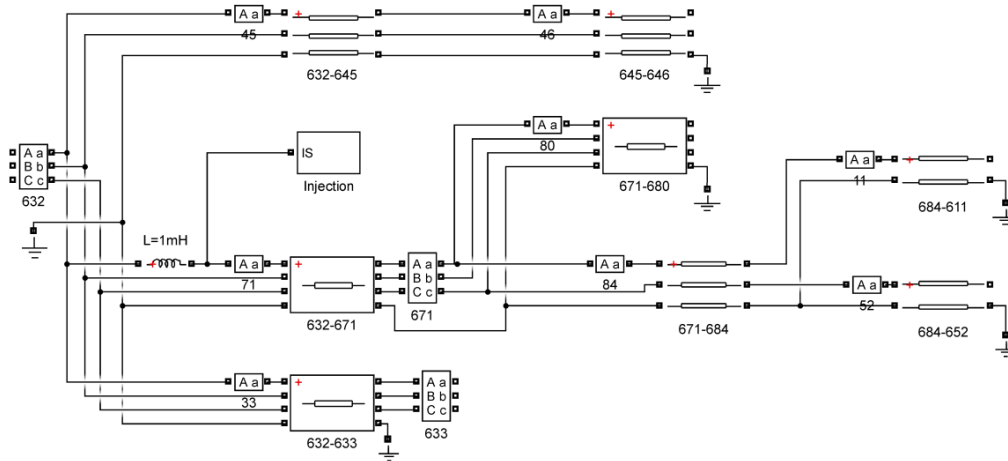 A a
45
+
632-645
A a
46
+
645-646
A a
B b
C c
632
IS
Injection
A a
80
+
671-680
A a
11
+
684-611
L=1mH
+
A a
71
+
632-671
A a
B b
C c
671
A a
84
+
671-684
A a
52
+
684-652
A a
33
+
632-633
A a
B b
C c
633